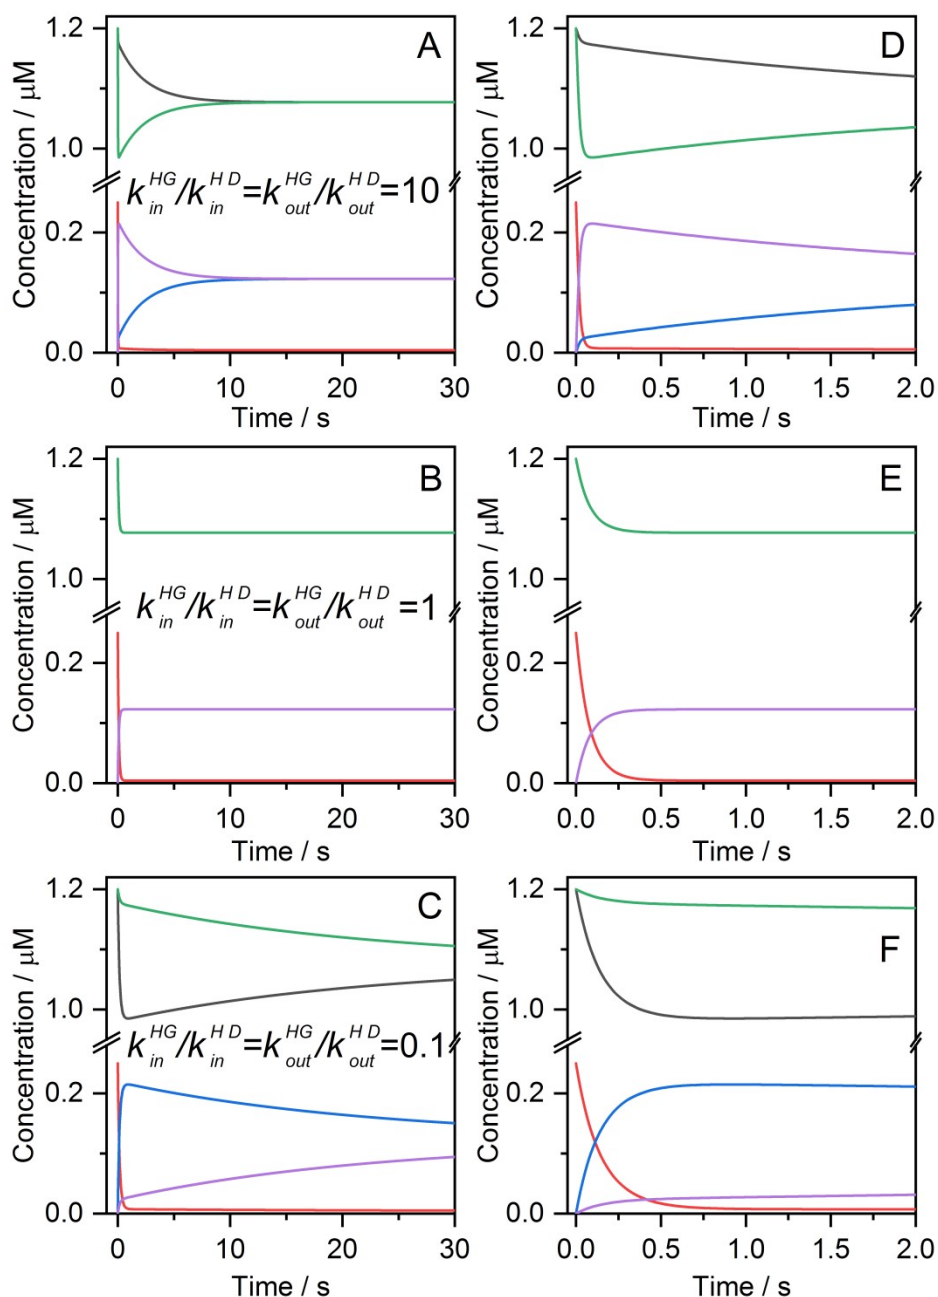 A
Concentration / μM
1.2
1.0
0.2
0.0
k_in^HG/k_in^H D=k_out^HG/k_out^H D=10
0 10 20 30
Time / s
D
Concentration / μM
1.2
1.0
0.2
0.0
0.0 0.5 1.0 1.5 2.0
Time / s
B
Concentration / μM
1.2
1.0
0.2
0.0
k_in^HG/k_in^H D=k_out^HG/k_out^H D=1
0 10 20 30
Time / s
E
Concentration / μM
1.2
1.0
0.2
0.0
0.0 0.5 1.0 1.5 2.0
Time / s
C
Concentration / μM
1.2
1.0
0.2
0.0
k_in^HG/k_in^H D=k_out^HG/k_out^H D=0.1
0 10 20 30
Time / s
F
Concentration / μM
1.2
1.0
0.2
0.0
0.0 0.5 1.0 1.5 2.0
Time / s